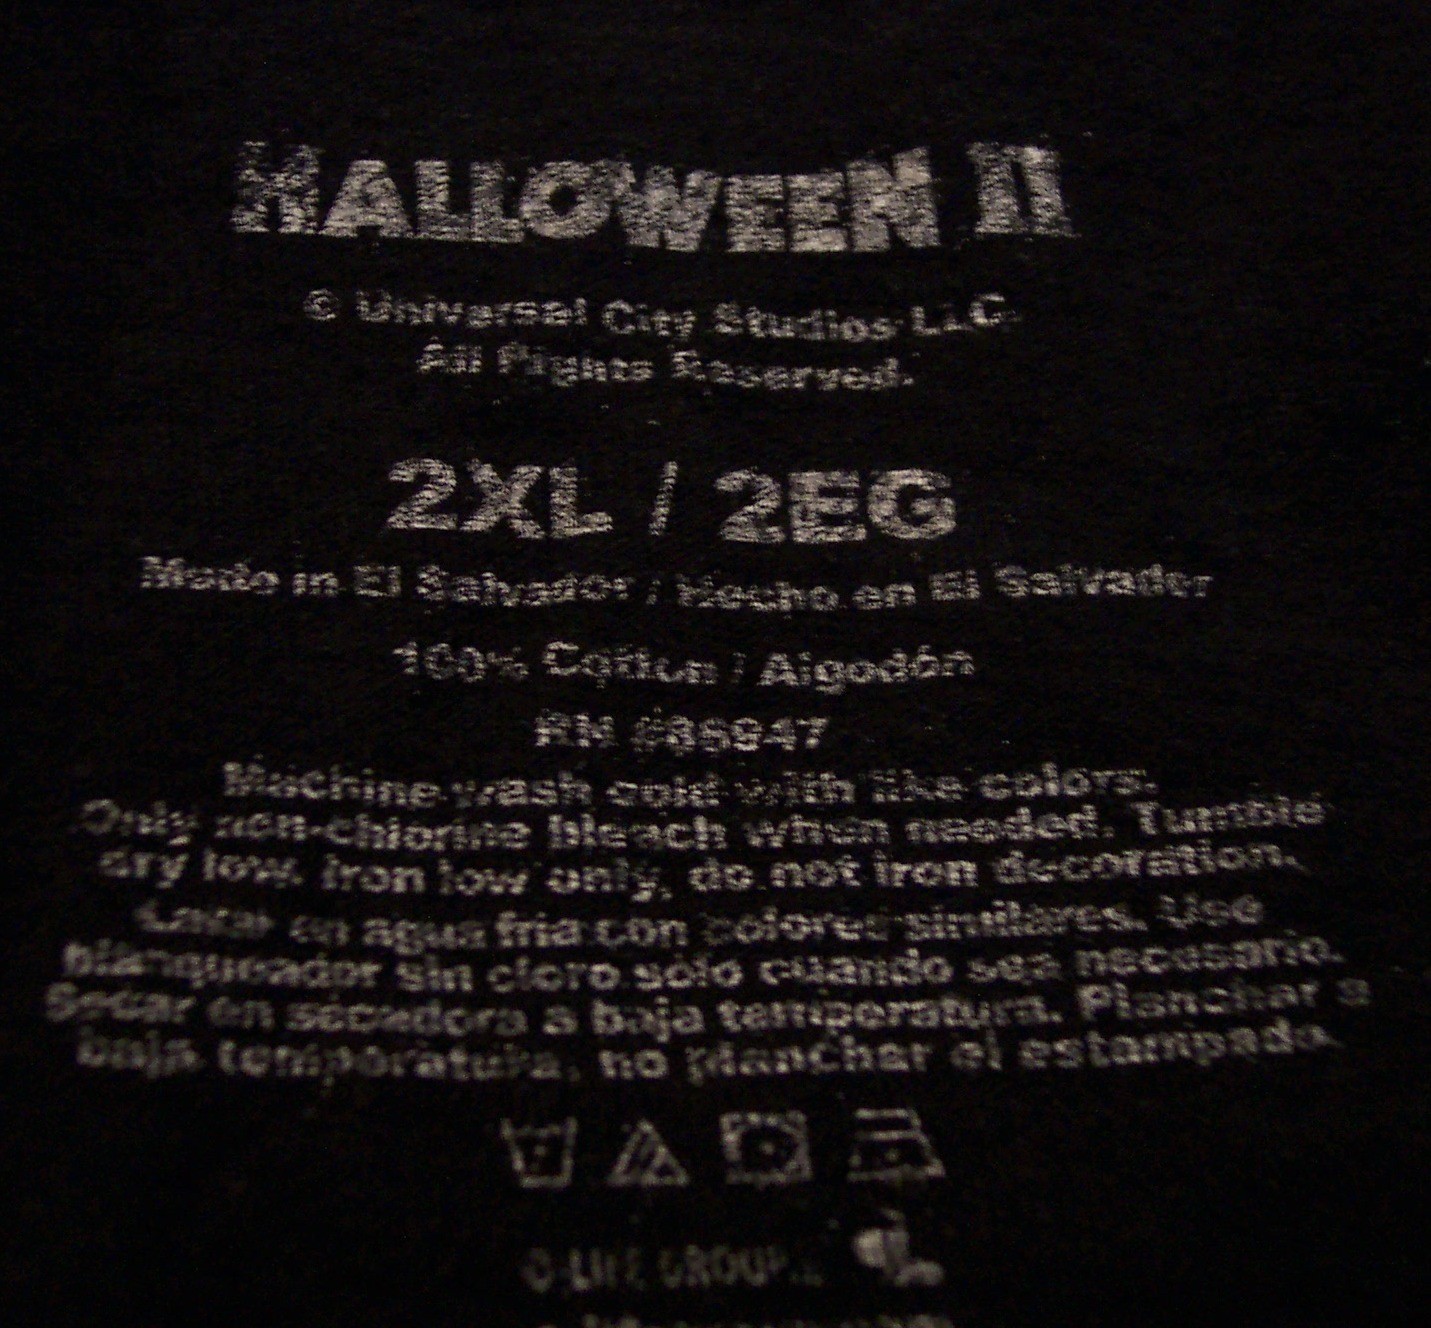 HALLOWEEN II
© Universal City Studios LLC.
All Rights Reserved.
2XL / 2EG
Made in El Salvador / Hecho en El Salvador
100% Cotton / Algodón
RN #
Machine wash cold with like colors.
Only non-chlorine bleach when needed. Tumble
dry low. Iron low only, do not iron decoration.
Lavar en agua fria con colores similares. Use
blanqueador sin cloro solo cuando sea necesario.
Secar en secadora a baja temperatura. Planchar a
baja temperatura, no planchar el estampado.
LIFE GROUP